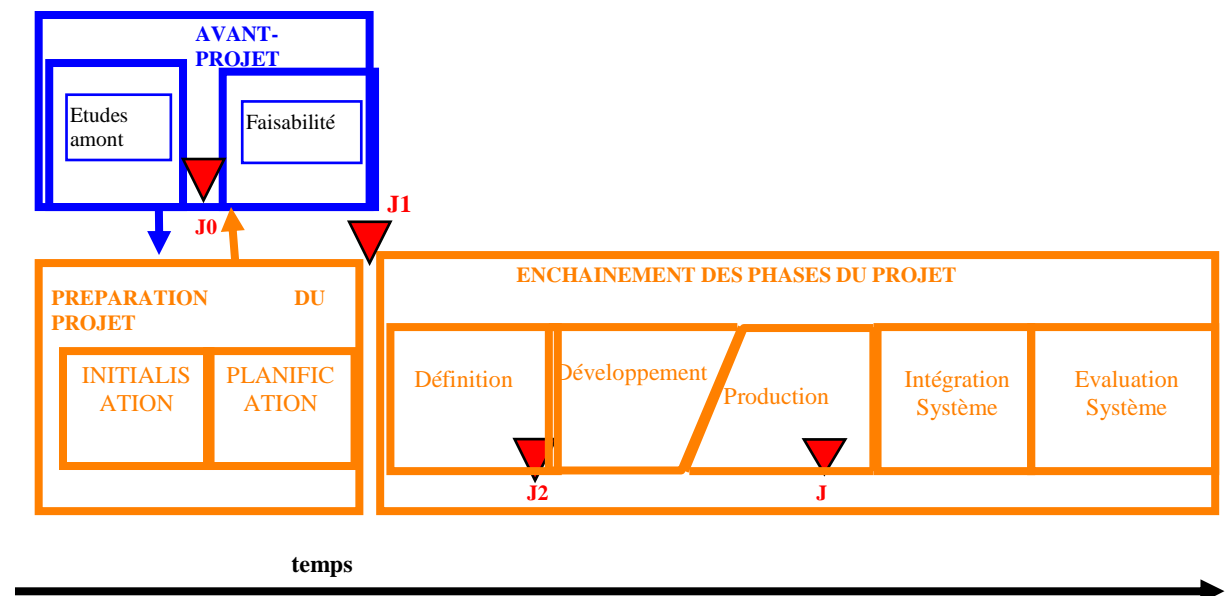 AVANT-
PROJET
Etudes
amont
Faisabilité
J0
J1
PREPARATION DU
PROJET
INITIALIS
ATION
PLANIFIC
ATION
ENCHAINEMENT DES PHASES DU PROJET
Définition
Développement
Production
Intégration
Système
Evaluation
Système
J2
J
temps